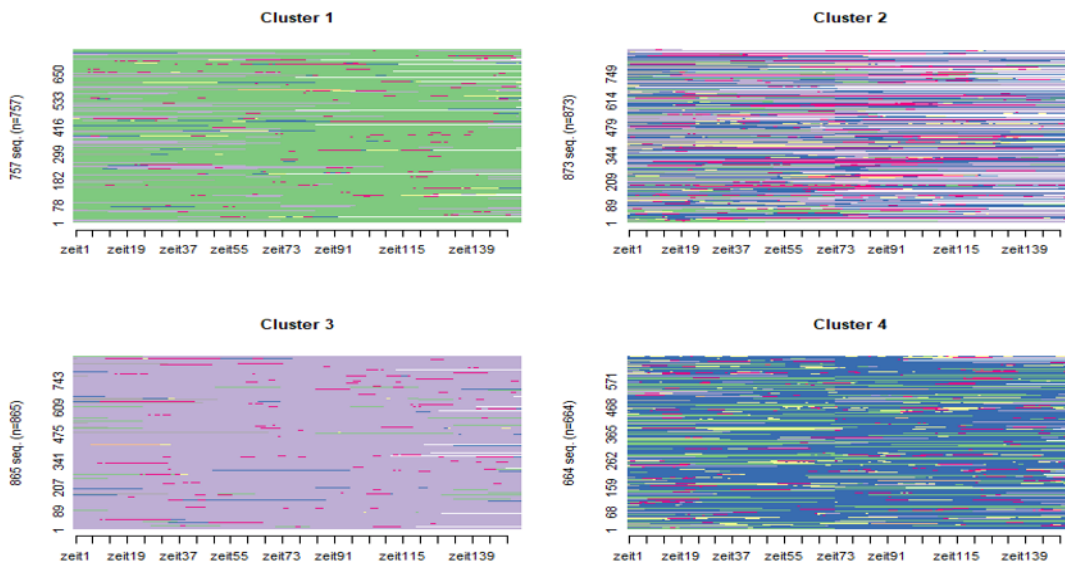 Cluster 1
757 seq. (n=757)
1 78 182 299 416 533 660
zeit1 zeit19 zeit37 zeit55 zeit73 zeit91 zeit115 zeit139
Cluster 2
873 seq. (n=873)
1 89 209 344 479 614 749
zeit1 zeit19 zeit37 zeit55 zeit73 zeit91 zeit115 zeit139
Cluster 3
865 seq. (n=865)
1 89 207 341 475 609 743
zeit1 zeit19 zeit37 zeit55 zeit73 zeit91 zeit115 zeit139
Cluster 4
664 seq. (n=664)
1 68 159 262 365 468 571
zeit1 zeit19 zeit37 zeit55 zeit73 zeit91 zeit115 zeit139